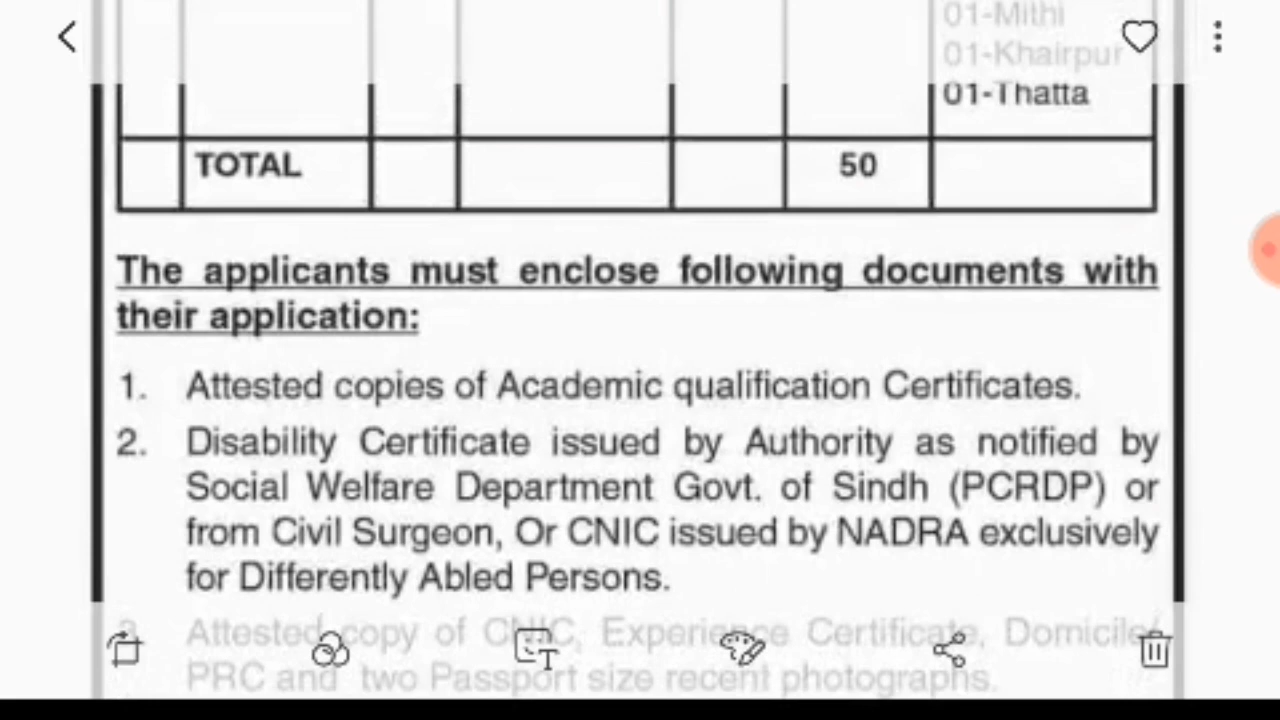 01-Mithi
01-Khairpur
01-Thatta
TOTAL 50
The applicants must enclose following documents with
their application:
1. Attested copies of Academic qualification Certificates.
2. Disability Certificate issued by Authority as notified by
Social Welfare Department Govt. of Sindh (PCRDP) or
from Civil Surgeon, Or CNIC issued by NADRA exclusively
for Differently Abled Persons.
3. Attested copy of CNIC, Experience Certificate, Domicile/
PRC and two Passport size recent photographs.